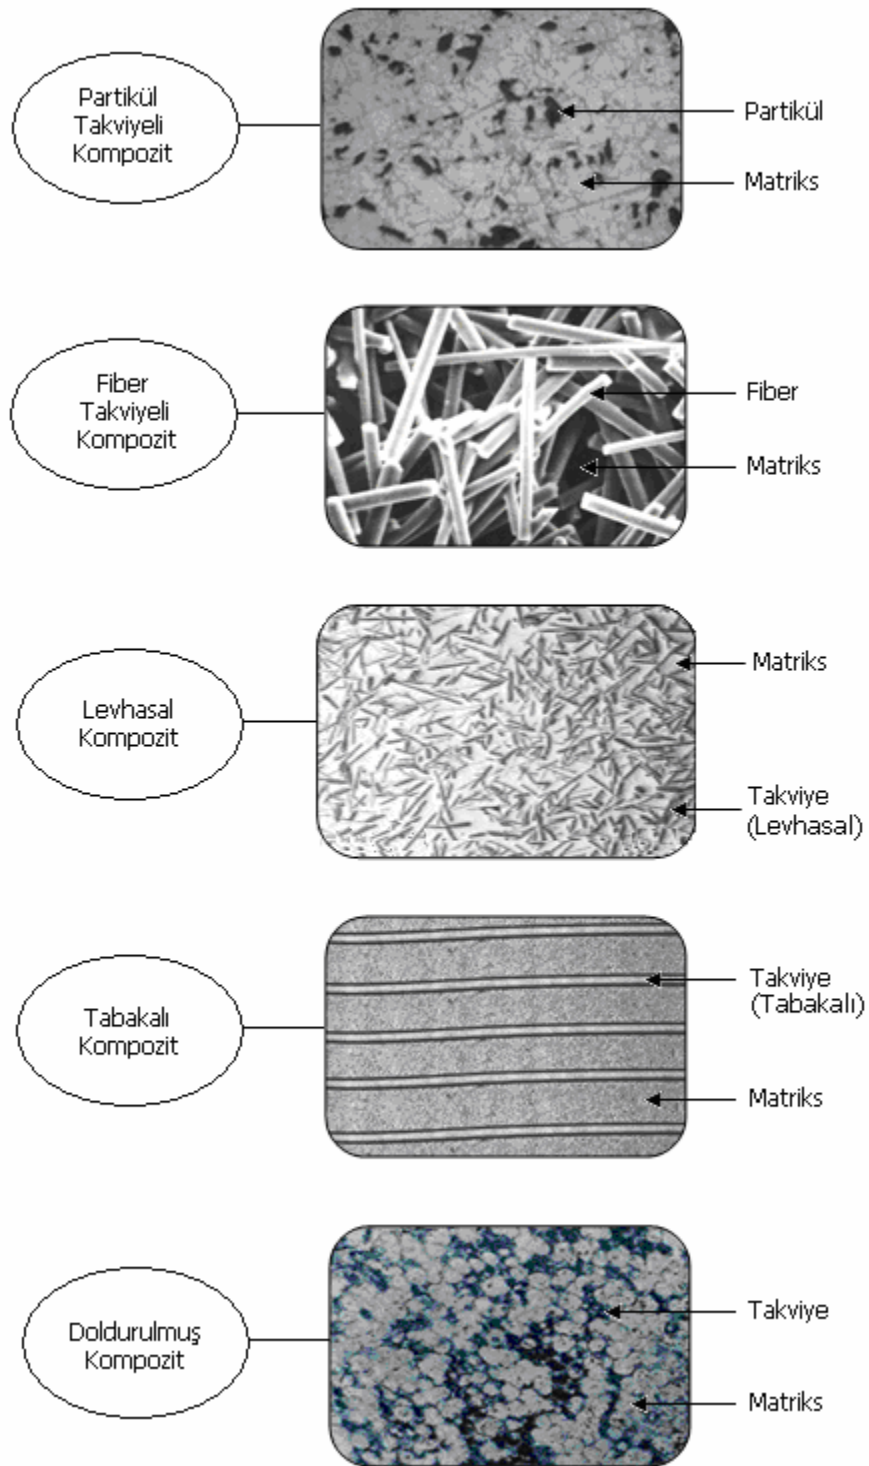 Partikül
Takviyeli
Kompozit
Partikül
Matriks
Fiber
Takviyeli
Kompozit
Fiber
Matriks
Levhasal
Kompozit
Matriks
Takviye
(Levhasal)
Tabakalı
Kompozit
Takviye
(Tabakalı)
Matriks
Doldurulmuş
Kompozit
Takviye
Matriks